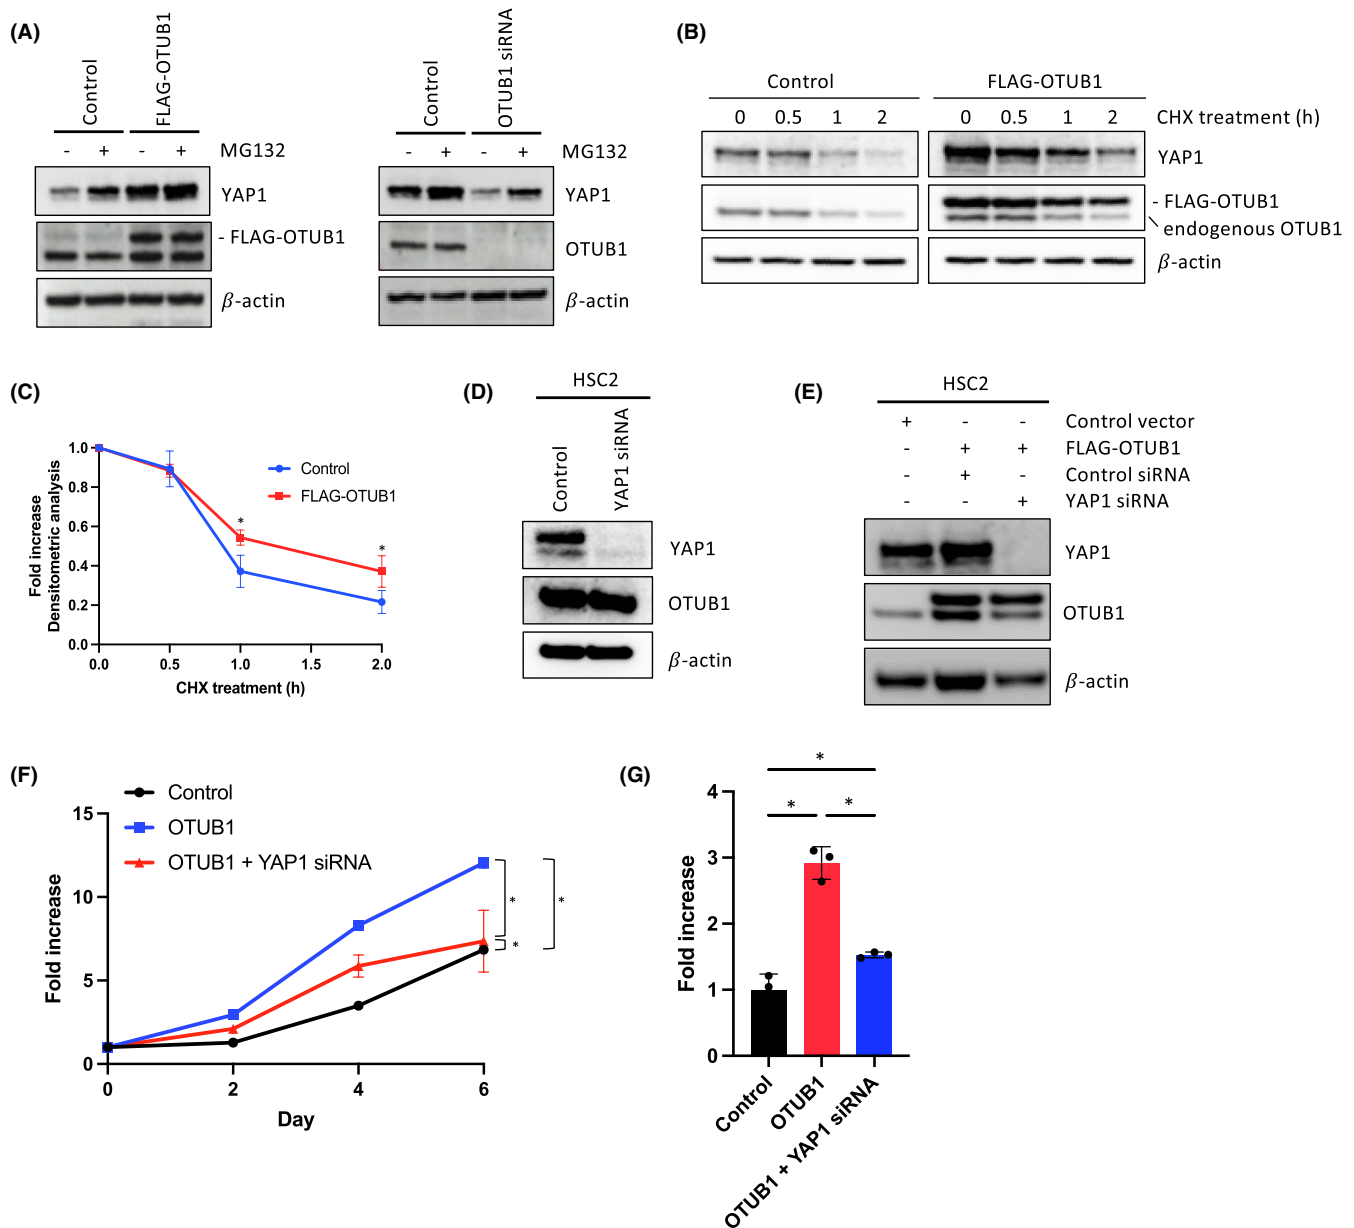 (A)
Control
FLAG-OTUB1
- + - + MG132
YAP1
- FLAG-OTUB1
β-actin
Control
OTUB1 siRNA
- + - + MG132
YAP1
OTUB1
β-actin
(B)
Control FLAG-OTUB1
0 0.5 1 2 0 0.5 1 2 CHX treatment (h)
YAP1
- FLAG-OTUB1
endogenous OTUB1
β-actin
(C)
Fold increase
Densitometric analysis
1.0
0.8
0.6
0.4
0.2
0.0
0.0 0.5 1.0 1.5 2.0
CHX treatment (h)
Control
FLAG-OTUB1
*
*
(D)
HSC2
Control
YAP1 siRNA
YAP1
OTUB1
β-actin
(E)
HSC2
+ - - Control vector
- + + FLAG-OTUB1
- + - Control siRNA
- - + YAP1 siRNA
YAP1
OTUB1
β-actin
(F)
Control
OTUB1
OTUB1 + YAP1 siRNA
Fold increase
15
10
5
0
0 2 4 6
Day
*
*
*
(G)
Fold increase
4
3
2
1
0
*
* *
Control
OTUB1
OTUB1 + YAP1 siRNA